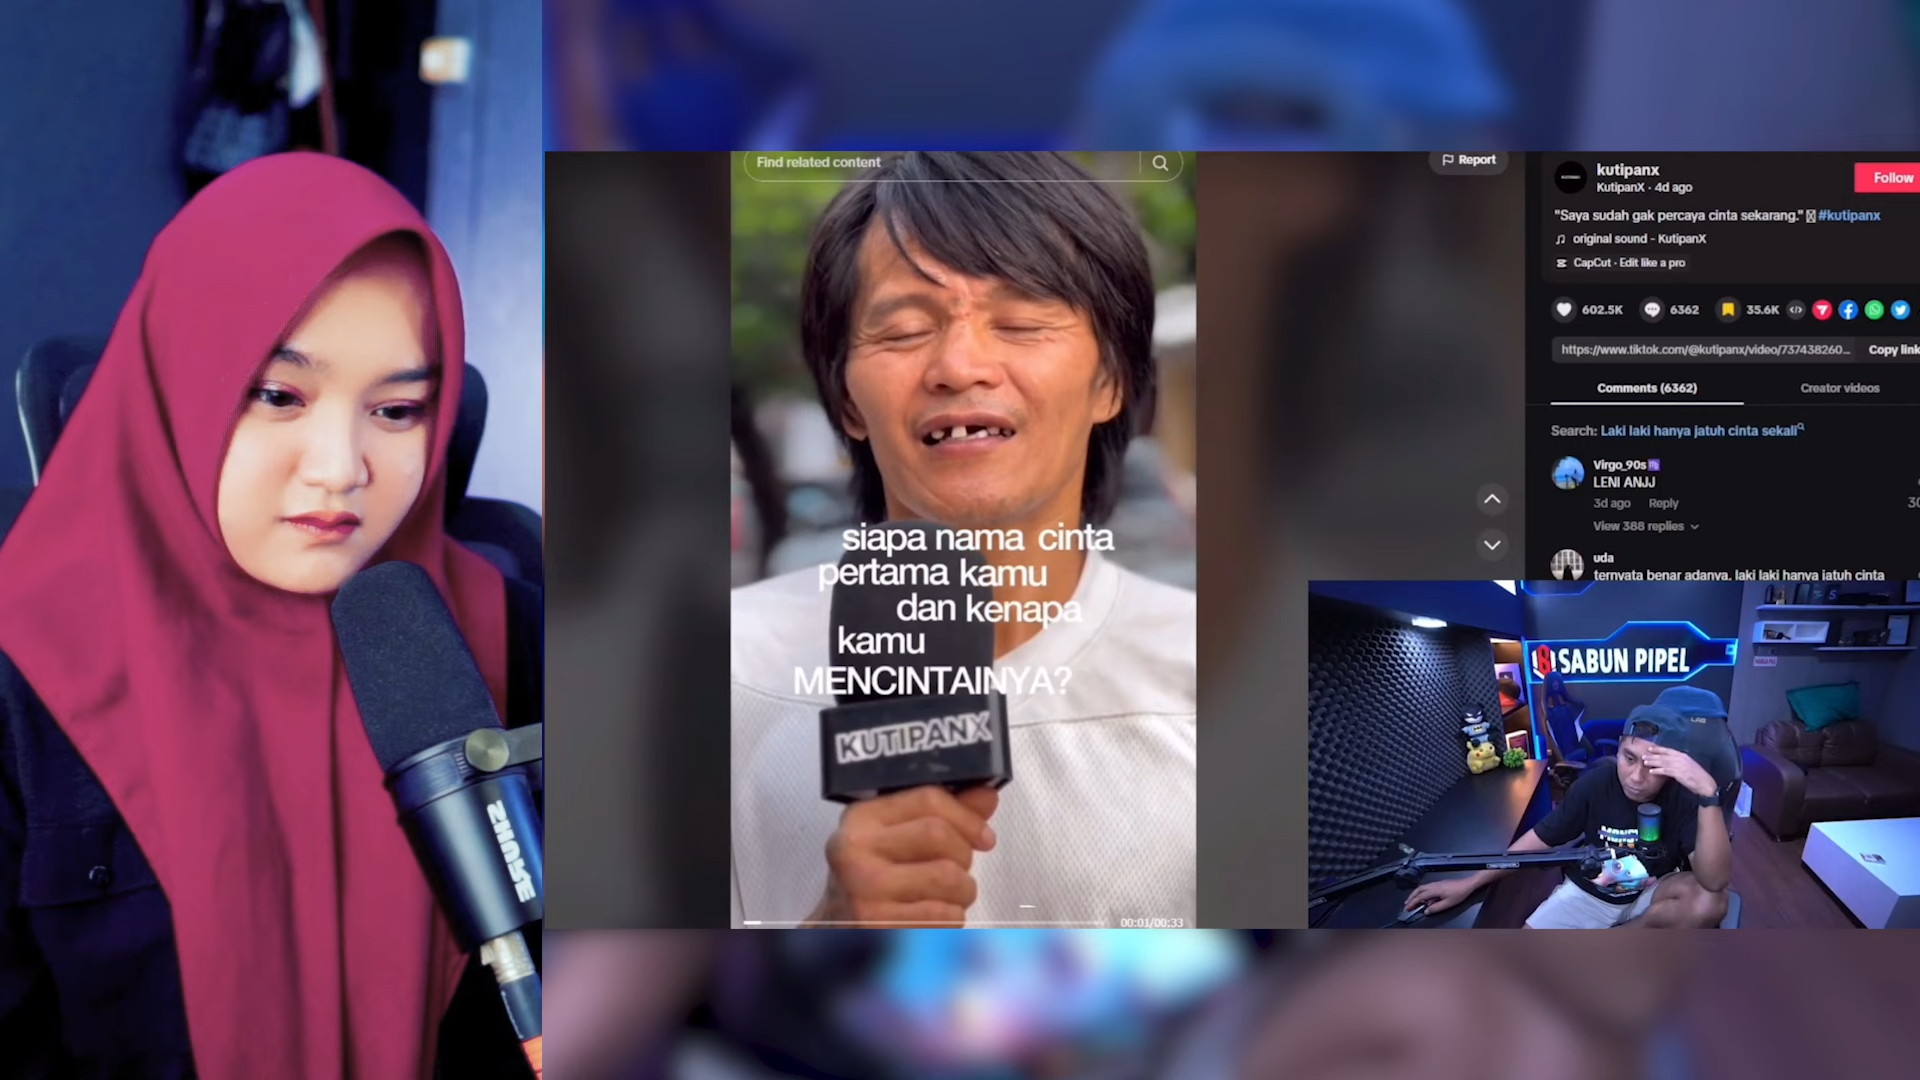 Find related content
Report
kutipanx
KutipanX · 4d ago
Follow
"Saya sudah gak percaya cinta sekarang." #kutipanx
original sound - KutipanX
CapCut · Edit like a pro
602.5K
6362
35.6K
https://www.tiktok.com/@kutipanx/video/737438260...
Copy link
Comments (6362)
Creator videos
Search: Laki laki hanya jatuh cinta sekali
Virgo_90s
LENI ANJJ
3d ago Reply
View 388 replies
uda
ternyata benar adanya, laki laki hanya jatuh cinta
siapa nama cinta
pertama kamu
dan kenapa
kamu
MENCINTAINYA?
KUTIPANX
00:01/00:33
SABUN PIPEL
SHURE
LAB